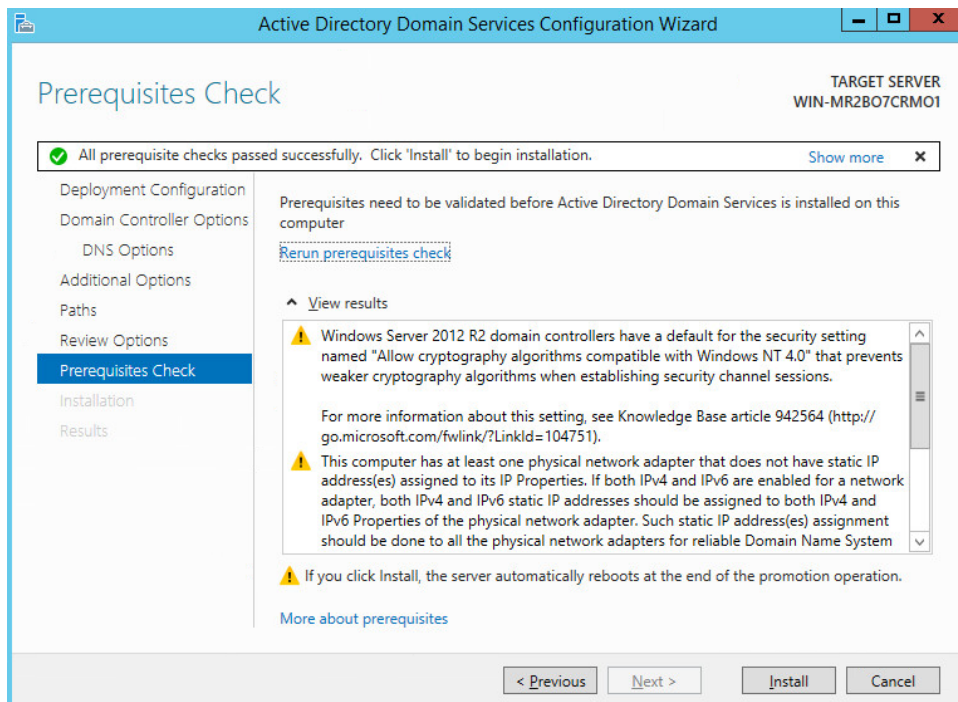 Active Directory Domain Services Configuration Wizard
Prerequisites Check
TARGET SERVER
WIN-MR2BO7CRMO1
All prerequisite checks passed successfully. Click 'Install' to begin installation.
Show more
Deployment Configuration
Domain Controller Options
DNS Options
Additional Options
Paths
Review Options
Prerequisites Check
Installation
Results
Prerequisites need to be validated before Active Directory Domain Services is installed on this
computer
Rerun prerequisites check
View results
Windows Server 2012 R2 domain controllers have a default for the security setting
named "Allow cryptography algorithms compatible with Windows NT 4.0" that prevents
weaker cryptography algorithms when establishing security channel sessions.
For more information about this setting, see Knowledge Base article 942564 (http://
go.microsoft.com/fwlink/?LinkId=104751).
This computer has at least one physical network adapter that does not have static IP
address(es) assigned to its IP Properties. If both IPv4 and IPv6 are enabled for a network
adapter, both IPv4 and IPv6 static IP addresses should be assigned to both IPv4 and
IPv6 Properties of the physical network adapter. Such static IP address(es) assignment
should be done to all the physical network adapters for reliable Domain Name System
If you click Install, the server automatically reboots at the end of the promotion operation.
More about prerequisites
< Previous
Next >
Install
Cancel